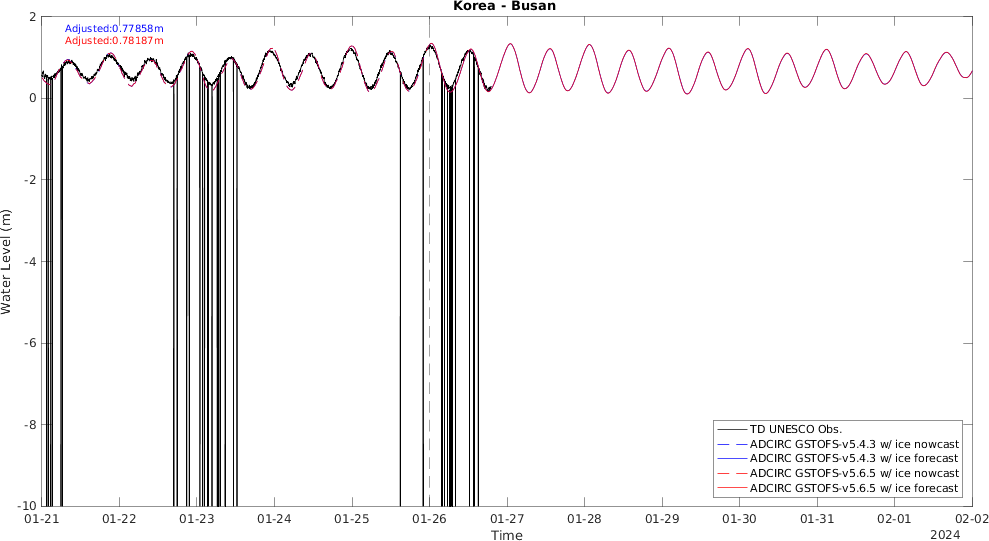 Korea - Busan
Adjusted:0.77858m
Adjusted:0.78187m
2
0
-2
-4
-6
-8
-10
Water Level (m)
TD UNESCO Obs.
ADCIRC GSTOFS-v5.4.3 w/ ice nowcast
ADCIRC GSTOFS-v5.4.3 w/ ice forecast
ADCIRC GSTOFS-v5.6.5 w/ ice nowcast
ADCIRC GSTOFS-v5.6.5 w/ ice forecast
01-21 01-22 01-23 01-24 01-25 01-26 01-27 01-28 01-29 01-30 01-31 02-01 02-02
Time
2024